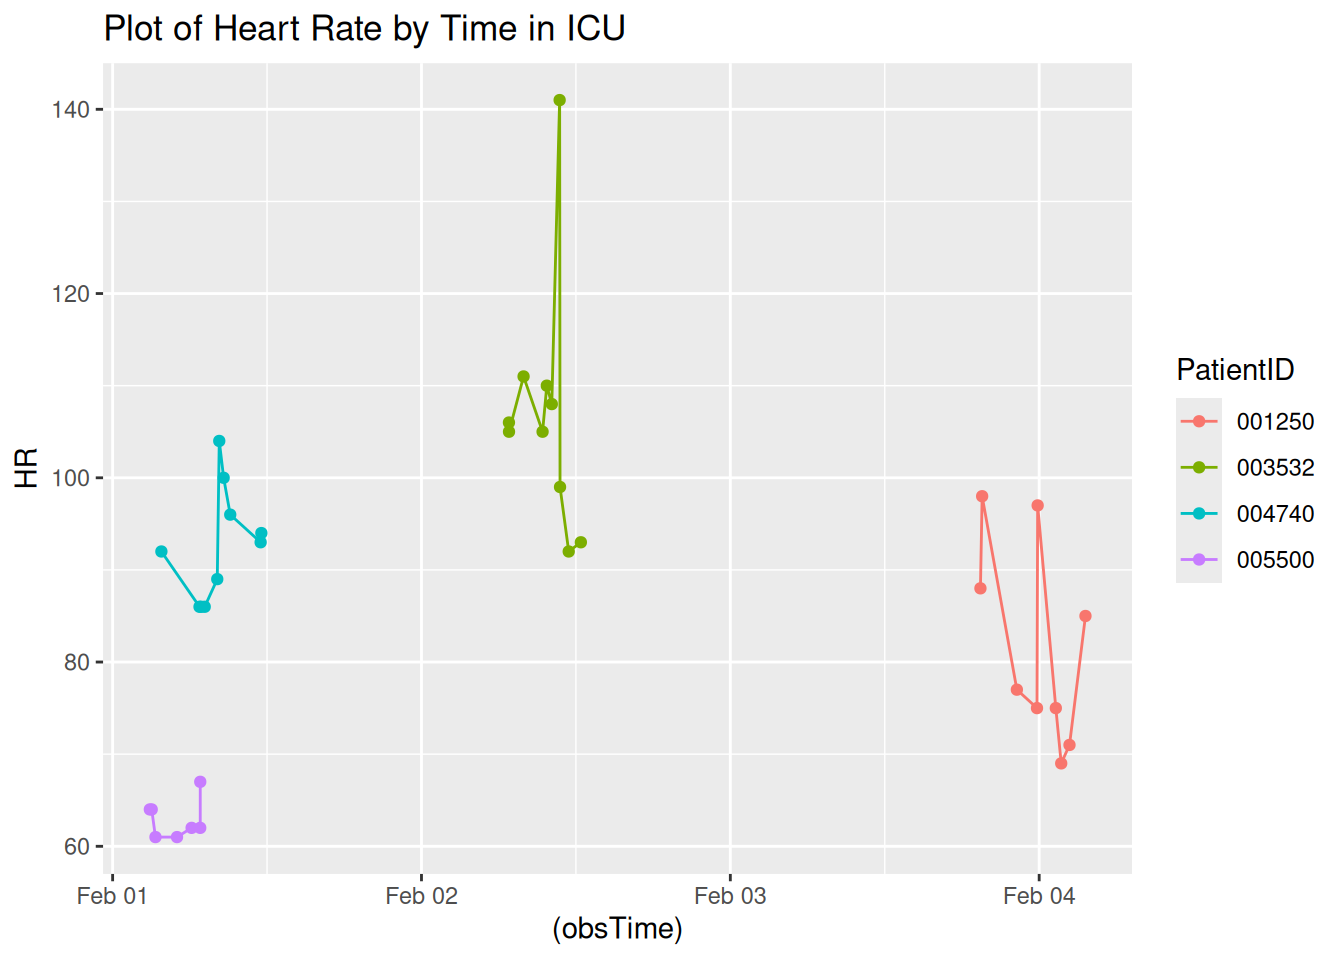 Plot of Heart Rate by Time in ICU
140
120
100
80
60
HR
Feb 01
Feb 02
Feb 03
Feb 04
(obsTime)
PatientID
001250
003532
004740
005500